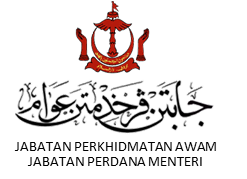 جابتن ڤرخدمتن عوام
JABATAN PERKHIDMATAN AWAM
JABATAN PERDANA MENTERI